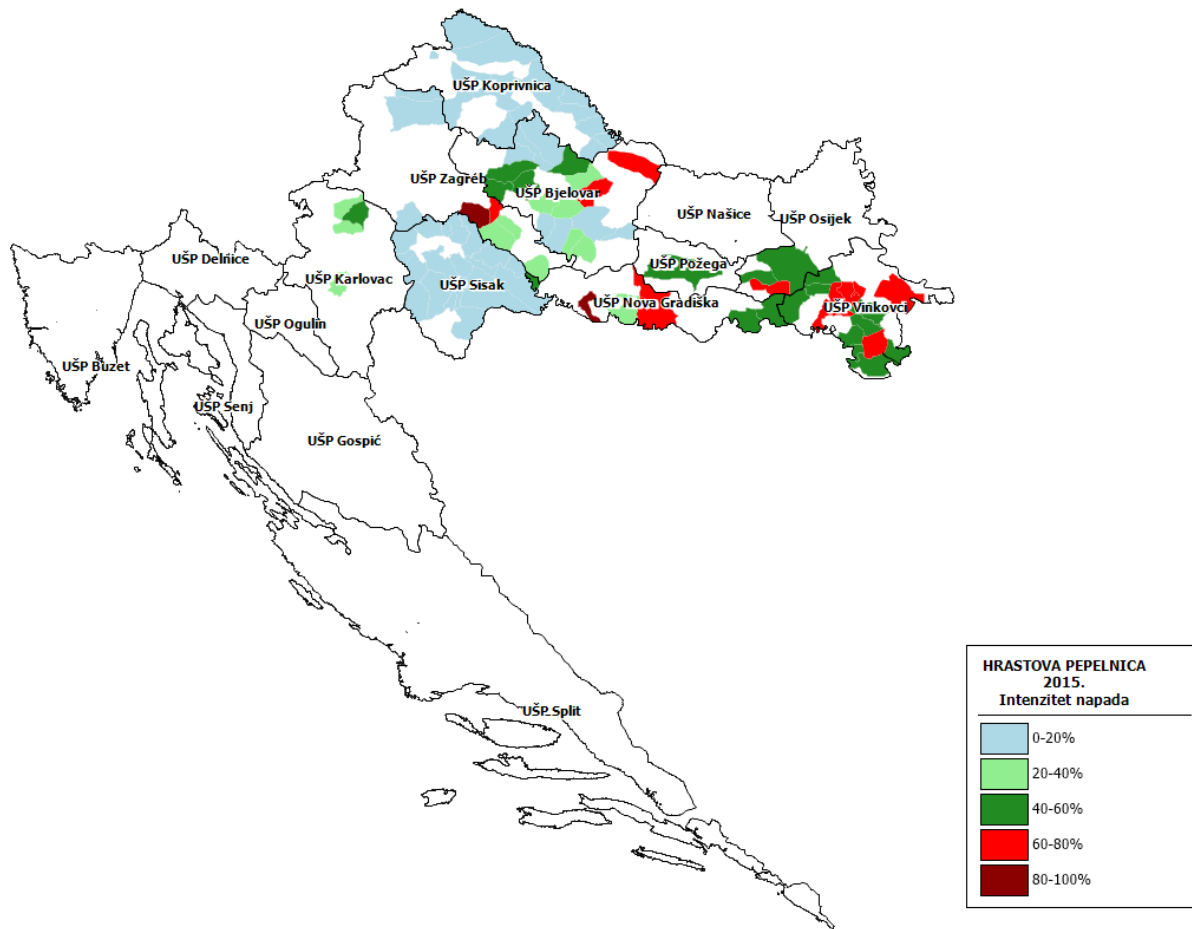 UŠP Koprivnica
UŠP Zagreb
UŠP Bjelovar
UŠP Našice
UŠP Osijek
UŠP Delnice
UŠP Karlovac
UŠP Sisak
UŠP Požega
UŠP Nova Gradiška
UŠP Vinkovci
UŠP Ogulin
UŠP Buzet
UŠP Senj
UŠP Gospić
UŠP Split
HRASTOVA PEPELNICA
2015.
Intenzitet napada
0-20%
20-40%
40-60%
60-80%
80-100%